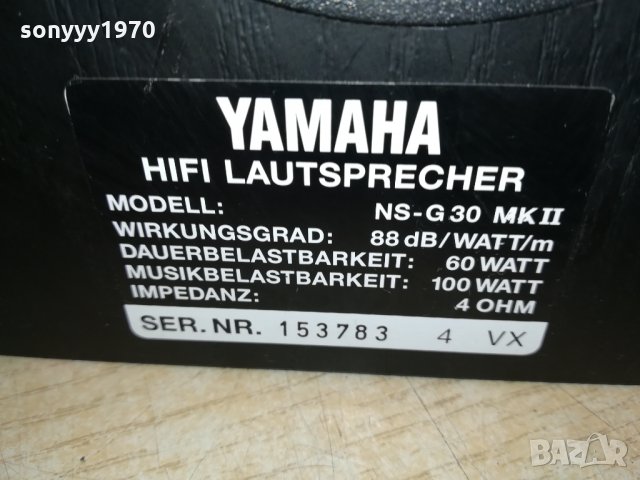 sonyyy1970
YAMAHA
HIFI LAUTSPRECHER
MODELL: NS-G30 MKII
WIRKUNGSGRAD: 88 dB/WATT/m
DAUERBELASTBARKEIT: 60 WATT
MUSIKBELASTBARKEIT: 100 WATT
IMPEDANZ: 4 OHM
SER.NR. 153783 4 VX
BAZAR